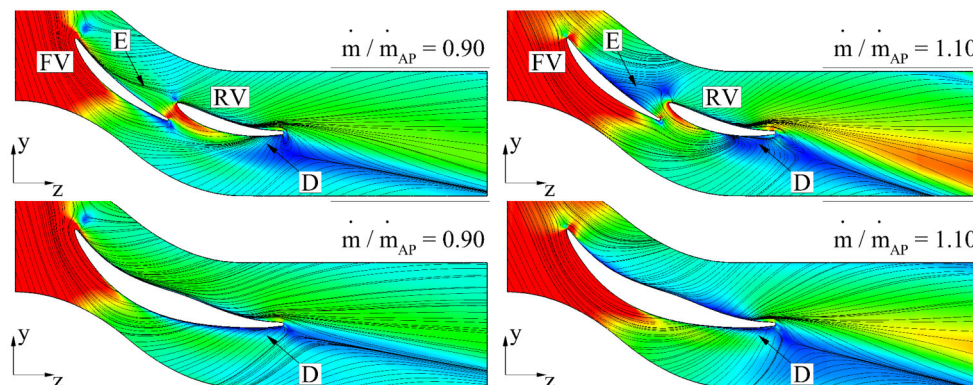 E
FV
RV
ṁ / ṁAP = 0.90
y
z
D
E
FV
RV
ṁ / ṁAP = 1.10
y
z
D
ṁ / ṁAP = 0.90
y
z
D
ṁ / ṁAP = 1.10
y
z
D